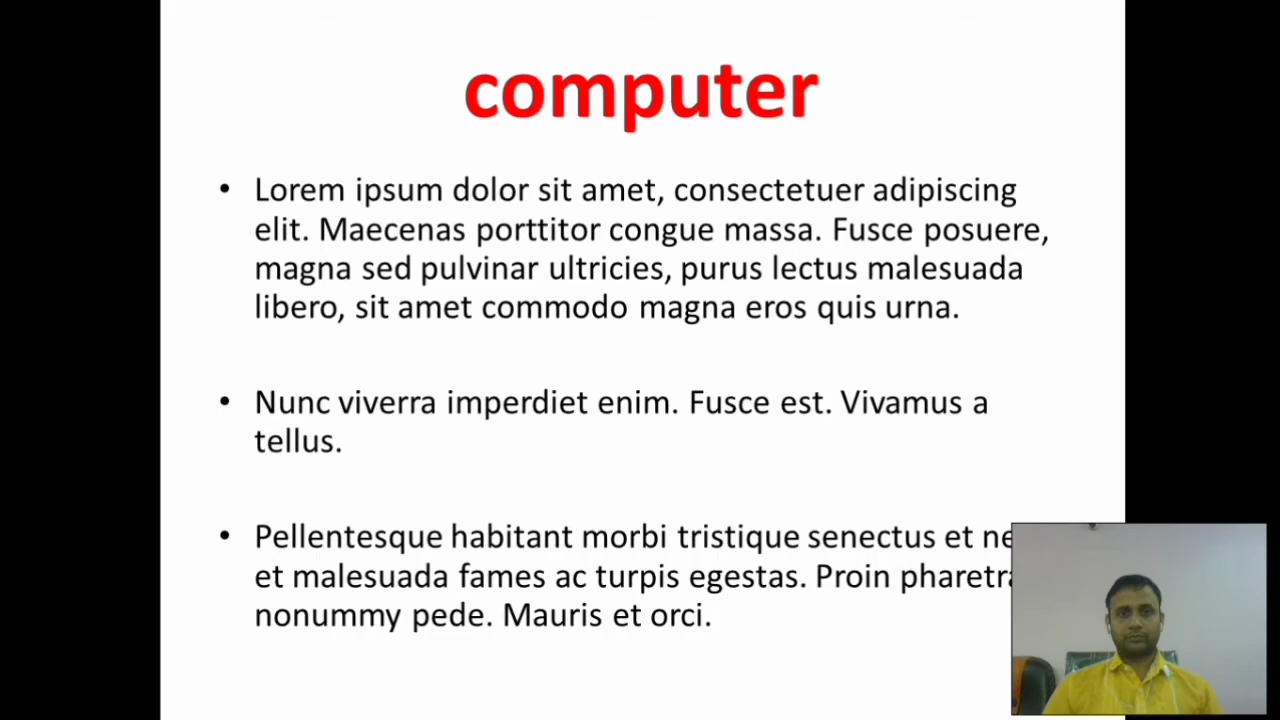 computer
• Lorem ipsum dolor sit amet, consectetuer adipiscing
elit. Maecenas porttitor congue massa. Fusce posuere,
magna sed pulvinar ultricies, purus lectus malesuada
libero, sit amet commodo magna eros quis urna.
• Nunc viverra imperdiet enim. Fusce est. Vivamus a
tellus.
• Pellentesque habitant morbi tristique senectus et
et malesuada fames ac turpis egestas. Proin
nonummy pede. Mauris et orci.